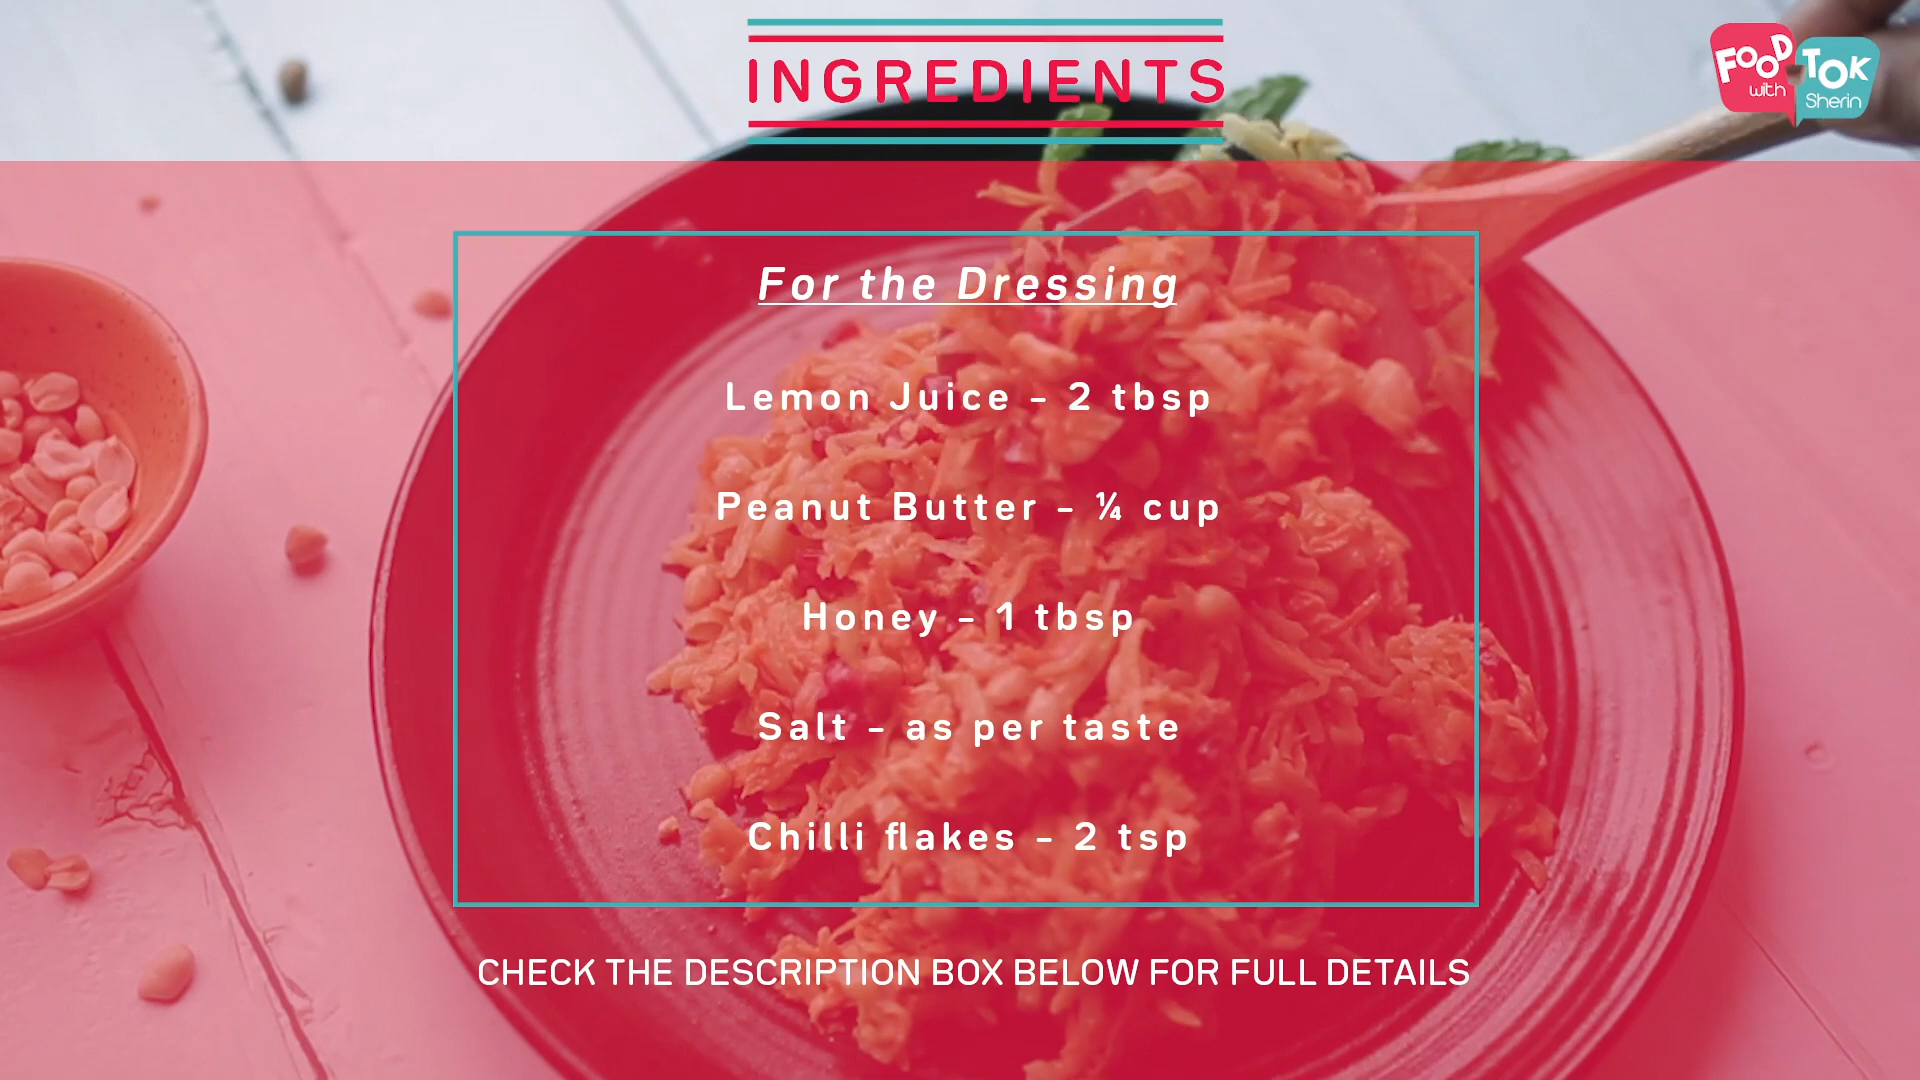 INGREDIENTS
FOOD TOK
with Sherin
For the Dressing
Lemon Juice - 2 tbsp
Peanut Butter - ¼ cup
Honey - 1 tbsp
Salt - as per taste
Chilli flakes - 2 tsp
CHECK THE DESCRIPTION BOX BELOW FOR FULL DETAILS